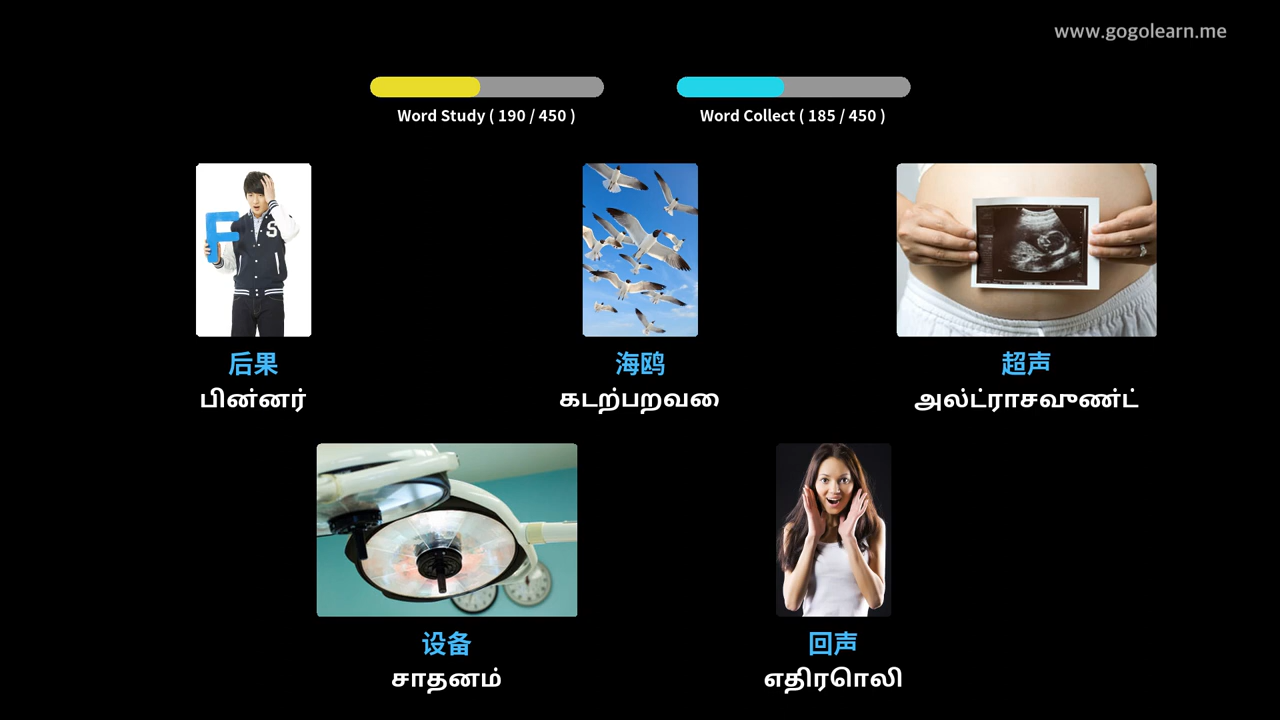 www.gogolearn.me
Word Study ( 190 / 450 )
Word Collect ( 185 / 450 )
F
S
后果
海鸥
超声
பின்னர்
கடற்பறவை
அல்ட்ராசவுண்ட்
设备
回声
சாதனம்
எதிரொலி